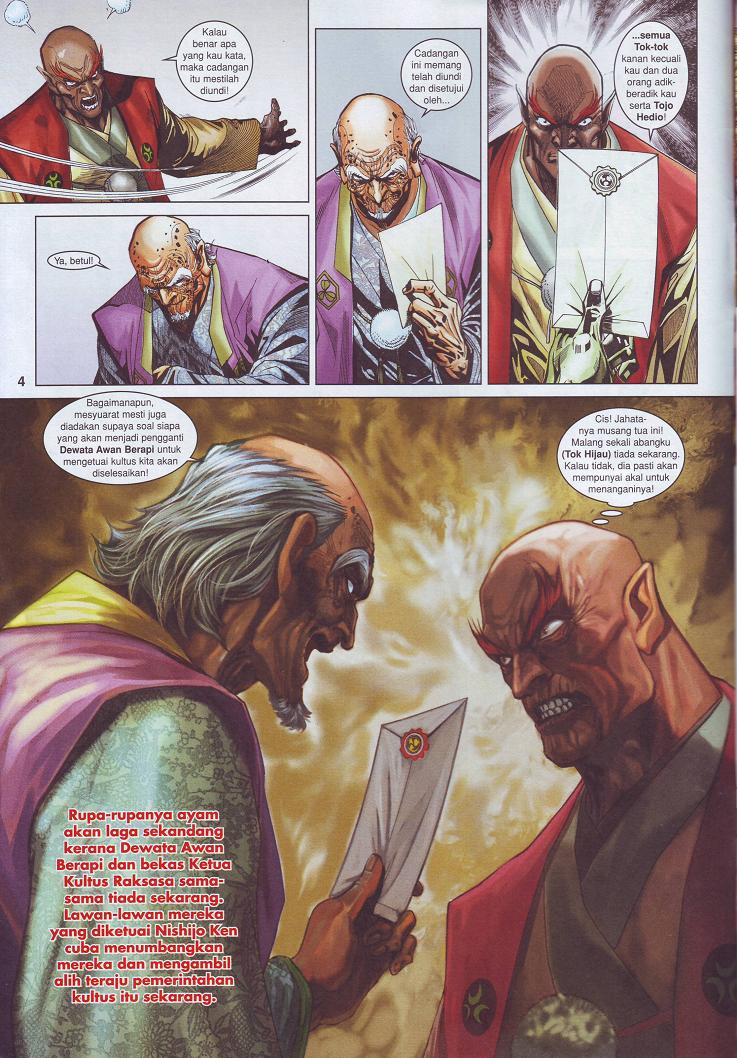 Kalau
benar apa
yang kau kata,
maka cadangan
itu mestilah
diundi!
Ya, betul!
Cadangan
ini memang
telah diundi
dan disetujui
oleh...
...semua
Tok-tok
kanan kecuali
kau dan dua
orang adik-
beradik kau
serta Tojo
Hedio!
4
Bagaimanapun,
mesyuarat mesti juga
diadakan supaya soal siapa
yang akan menjadi pengganti
Dewata Awan Berapi untuk
mengetuai kultus kita akan
diselesaikan!
Cis! Jahata-
nya musang tua ini!
Malang sekali abangku
(Tok Hijau) tiada sekarang.
Kalau tidak, dia pasti akan
mempunyai akal untuk
menanganinya!
Rupa-rupanya ayam
akan laga sekandang
kerana Dewata Awan
Berapi dan bekas Ketua
Kultus Raksasa sama-
sama tiada sekarang.
Lawan-lawan mereka
yang diketuai Nishijo Ken
cuba menumbangkan
mereka dan mengambil
alih teraju pemerintahan
kultus itu sekarang.